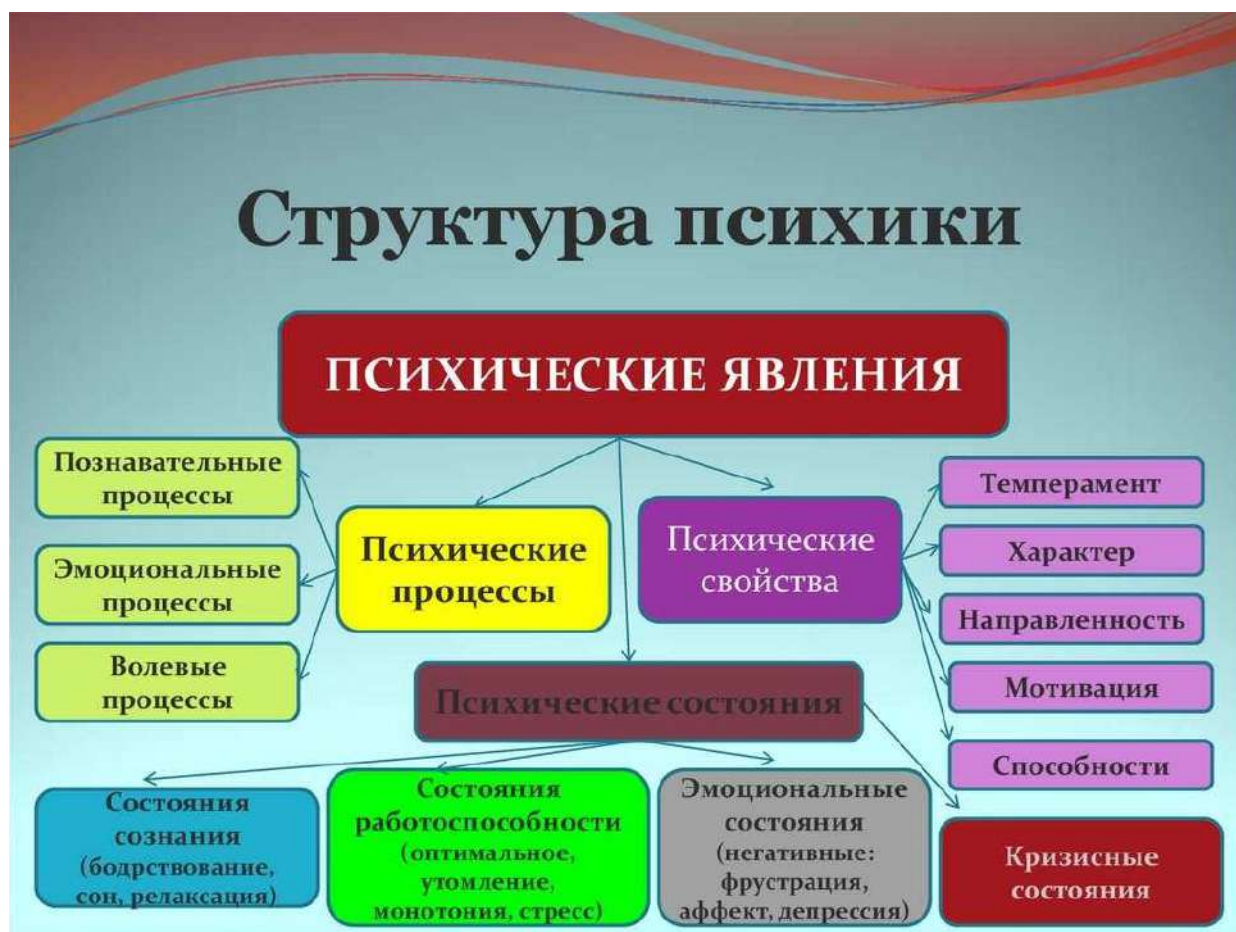 Структура психики
ПСИХИЧЕСКИЕ ЯВЛЕНИЯ
Познавательные
процессы
Эмоциональные
процессы
Волевые
процессы
Психические
процессы
Психические
свойства
Темперамент
Характер
Направленность
Мотивация
Способности
Психические состояния
Состояния
сознания
(бодрствование,
сон, релаксация)
Состояния
работоспособности
(оптимальное,
утомление,
монотония, стресс)
Эмоциональные
состояния
(негативные:
фрустрация,
аффект, депрессия)
Кризисные
состояния